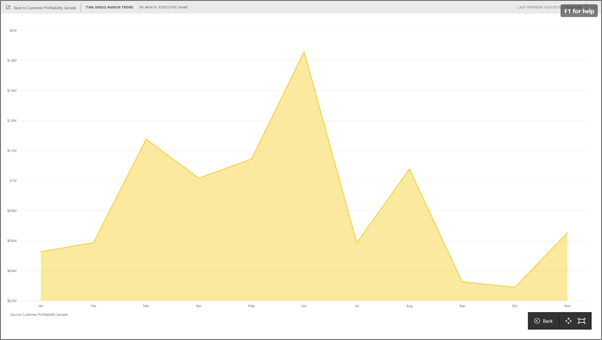 Back to Customer Profitability Sample
TINA GROSS MARGIN TREND
BY MONTH, EXECUTIVE NAME
LAST REFRESH:
F1 for help
$2M
$1.8M
$1.6M
$1.4M
$1.2M
$1M
$0.8M
$0.6M
$0.4M
$0.2M
Jan
Feb
Mar
Apr
May
Jun
Jul
Aug
Sep
Oct
Nov
Source: Customer Profitability Sample
Back